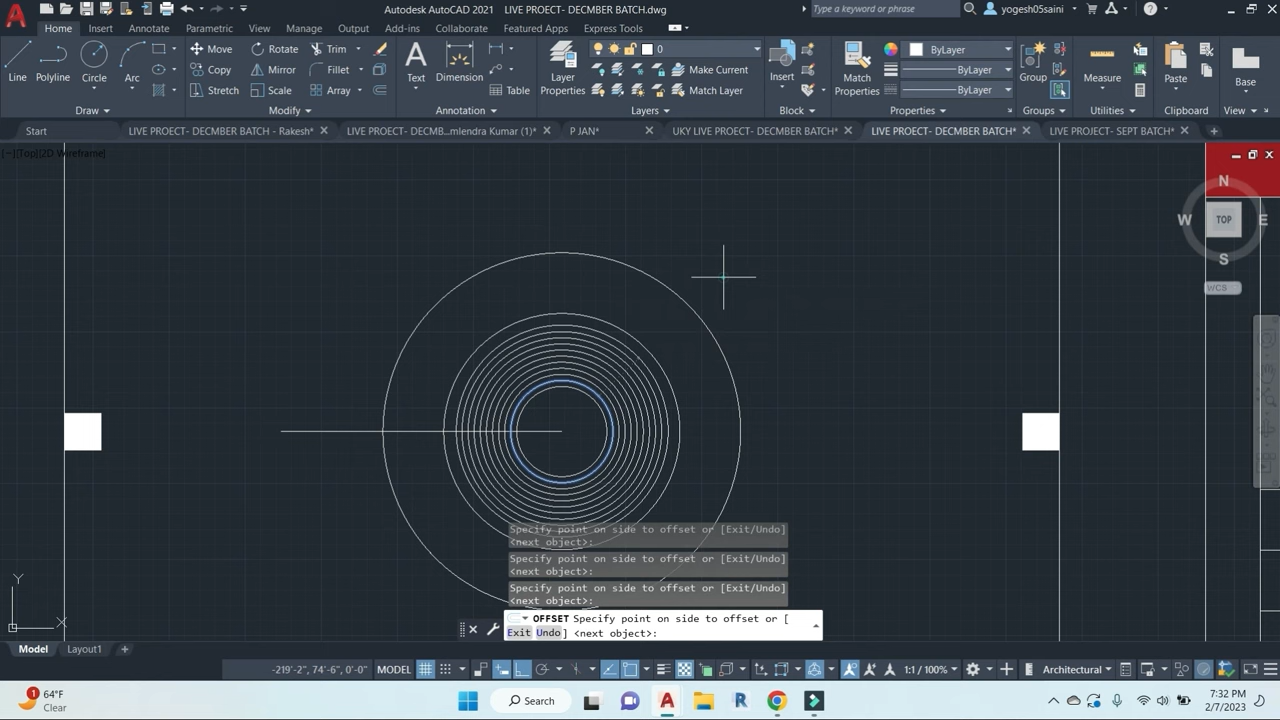 Autodesk AutoCAD 2021 LIVE PROECT- DECMBER BATCH.dwg
Type a keyword or phrase
yogesh05saini
Home Insert Annotate Parametric View Manage Output Add-ins Collaborate Featured Apps Express Tools
Line Polyline Circle Arc
Move Rotate Trim
Copy Mirror Fillet
Stretch Scale Array
Text Dimension Table
Layer Properties
0
Make Current
Match Layer
Insert
Match Properties
ByLayer
ByLayer
ByLayer
Group
Measure
Paste
Base
Draw Modify Annotation Layers Block Properties Groups Utilities Clipboard View
Start
LIVE PROECT- DECMBER BATCH - Rakesh*
LIVE PROECT- DECMB...mlendra Kumar (1)*
P JAN*
UKY LIVE PROECT- DECMBER BATCH*
LIVE PROECT- DECMBER BATCH*
LIVE PROJECT- SEPT BATCH*
[−][Top][2D Wireframe]
N
W TOP E
S
WCS
Specify point on side to offset or [Exit/Undo]
<next object>:
Specify point on side to offset or [Exit/Undo]
<next object>:
Specify point on side to offset or [Exit/Undo]
<next object>:
OFFSET Specify point on side to offset or [
Exit Undo] <next object>:
Y
X
Model Layout1
-219'-2", 74'-6", 0'-0" MODEL 1:1 / 100% Architectural
1
64°F
Clear
Search
7:32 PM
2/7/2023